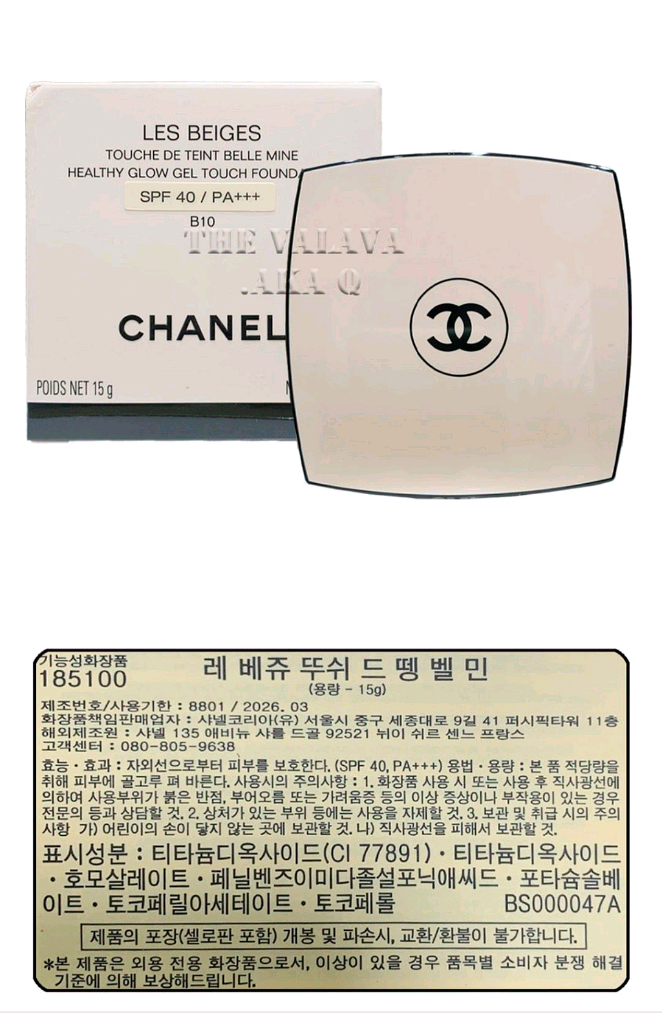 LES BEIGES
TOUCHE DE TEINT BELLE MINE
HEALTHY GLOW GEL TOUCH FOUND
SPF 40 / PA+++
B10
THE VALAVA
.AKA Q
CHANEL
POIDS NET 15 g
N
기능성화장품
185100
레 베쥬 뚜쉬 드 뗑 벨 민
(용량 - 15g)
제조번호/사용기한 : 8801 / 2026. 03
화장품책임판매업자 : 샤넬코리아(유) 서울시 중구 세종대로 9길 41 퍼시픽타워 11층
해외제조원 : 샤넬 135 애비뉴 샤를 드골 92521 뉘이 쉬르 센느 프랑스
고객센터 : 080-805-9638
효능 · 효과 : 자외선으로부터 피부를 보호한다. (SPF 40, PA+++) 용법 · 용량 : 본 품 적당량을
취해 피부에 골고루 펴 바른다. 사용시의 주의사항 : 1. 화장품 사용 시 또는 사용 후 직사광선에
의하여 사용부위가 붉은 반점, 부어오름 또는 가려움증 등의 이상 증상이나 부작용이 있는 경우
전문의 등과 상담할 것. 2. 상처가 있는 부위 등에는 사용을 자제할 것. 3. 보관 및 취급 시의 주의
사항 가) 어린이의 손이 닿지 않는 곳에 보관할 것. 나) 직사광선을 피해서 보관할 것.
표시성분 : 티타늄디옥사이드(CI 77891) · 티타늄디옥사이드
· 호모살레이트 · 페닐벤즈이미다졸설포닉애씨드 · 포타슘솔베
이트 · 토코페릴아세테이트 · 토코페롤 BS000047A
제품의 포장(셀로판 포함) 개봉 및 파손시, 교환/환불이 불가합니다.
*본 제품은 외용 전용 화장품으로서, 이상이 있을 경우 품목별 소비자 분쟁 해결
기준에 의해 보상해드립니다.